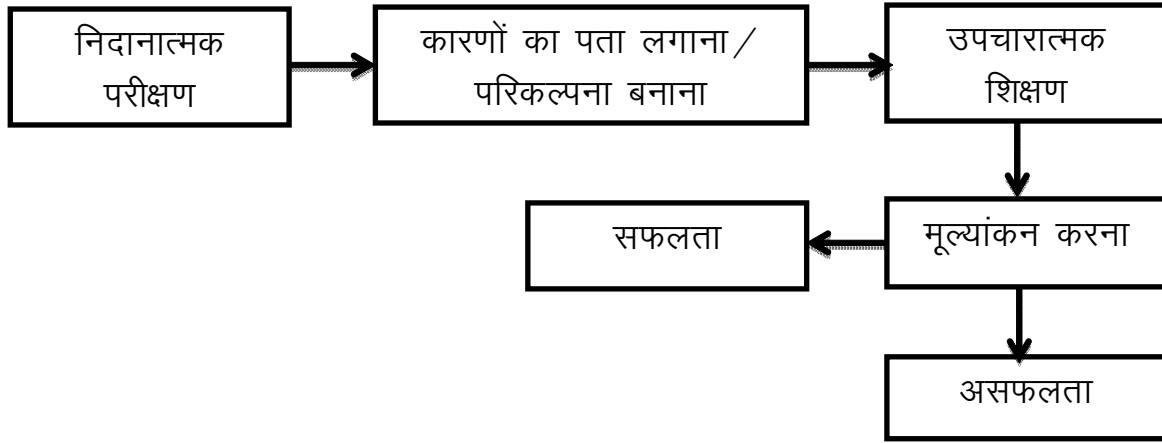 निदानात्मक
परीक्षण
कारणों का पता लगाना/
परिकल्पना बनाना
उपचारात्मक
शिक्षण
सफलता
मूल्यांकन करना
असफलता